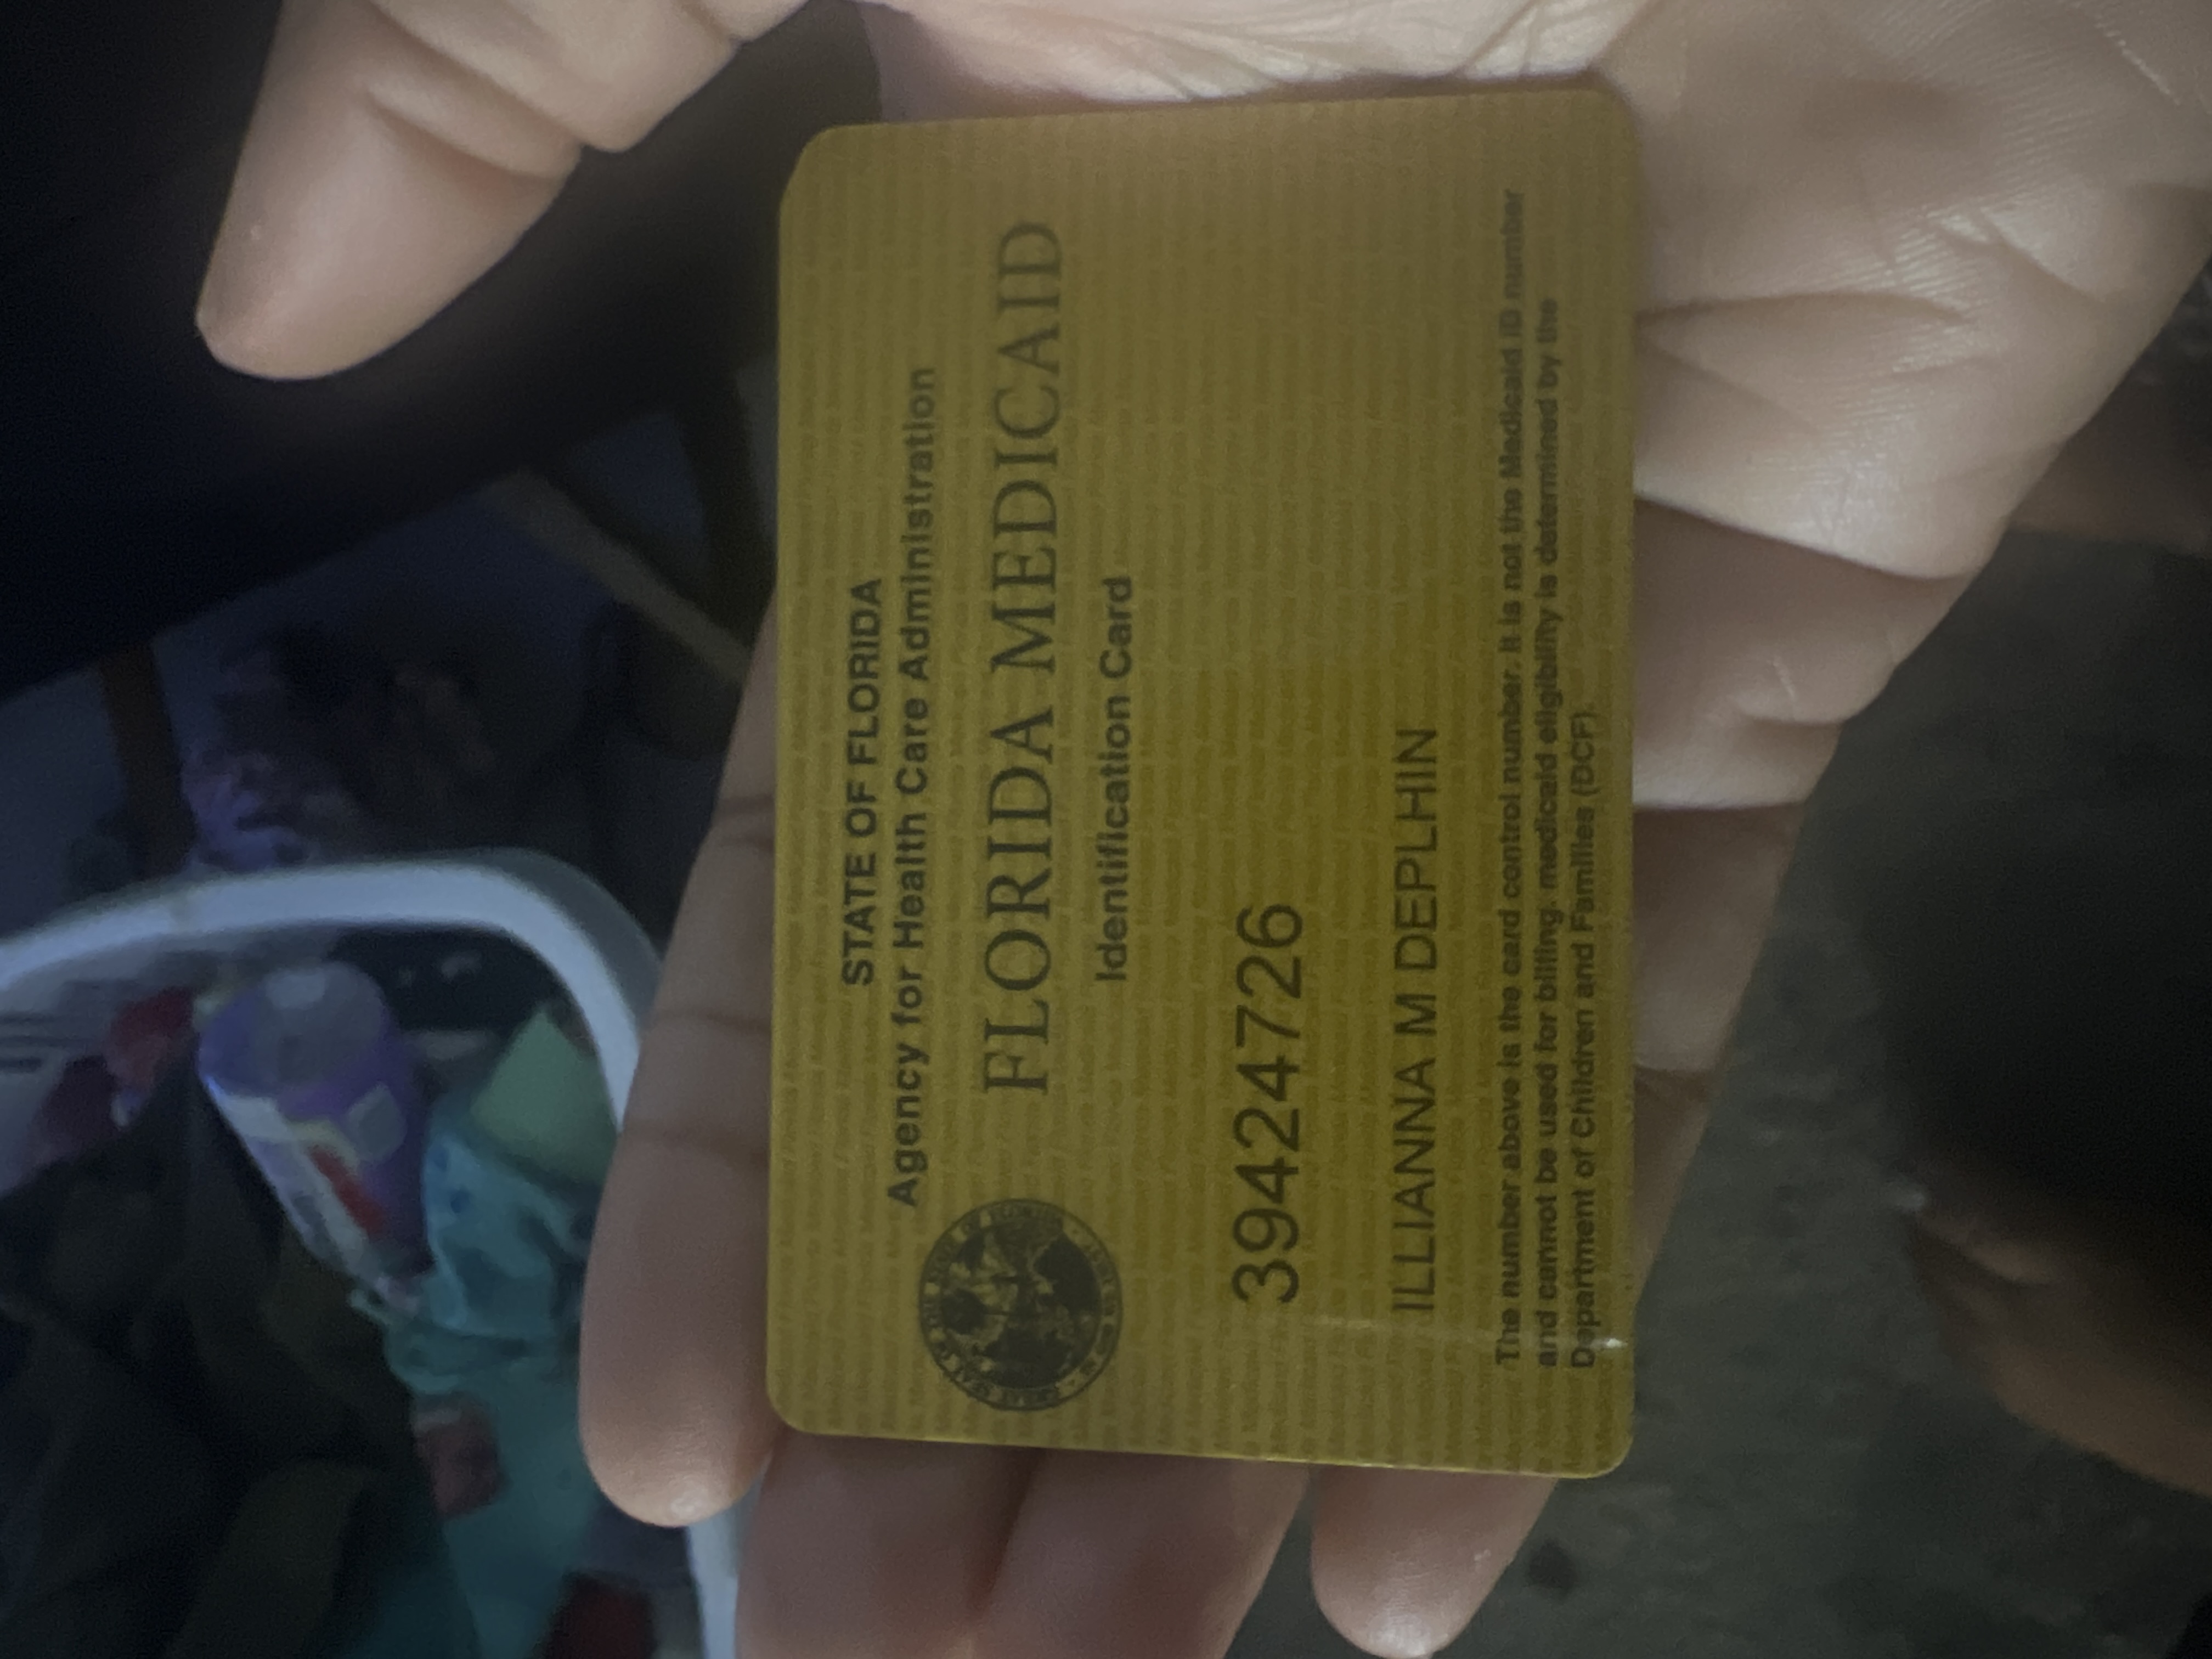 STATE OF FLORIDA
Agency for Health Care Administration
FLORIDA MEDICAID
Identification Card
39424726
ILLIANNA M DEPLHIN
The number above is the card control number. It is not the Medicaid ID number
and cannot be used for billing. medicaid eligibility is determined by the
Department of Children and Families (DCF).